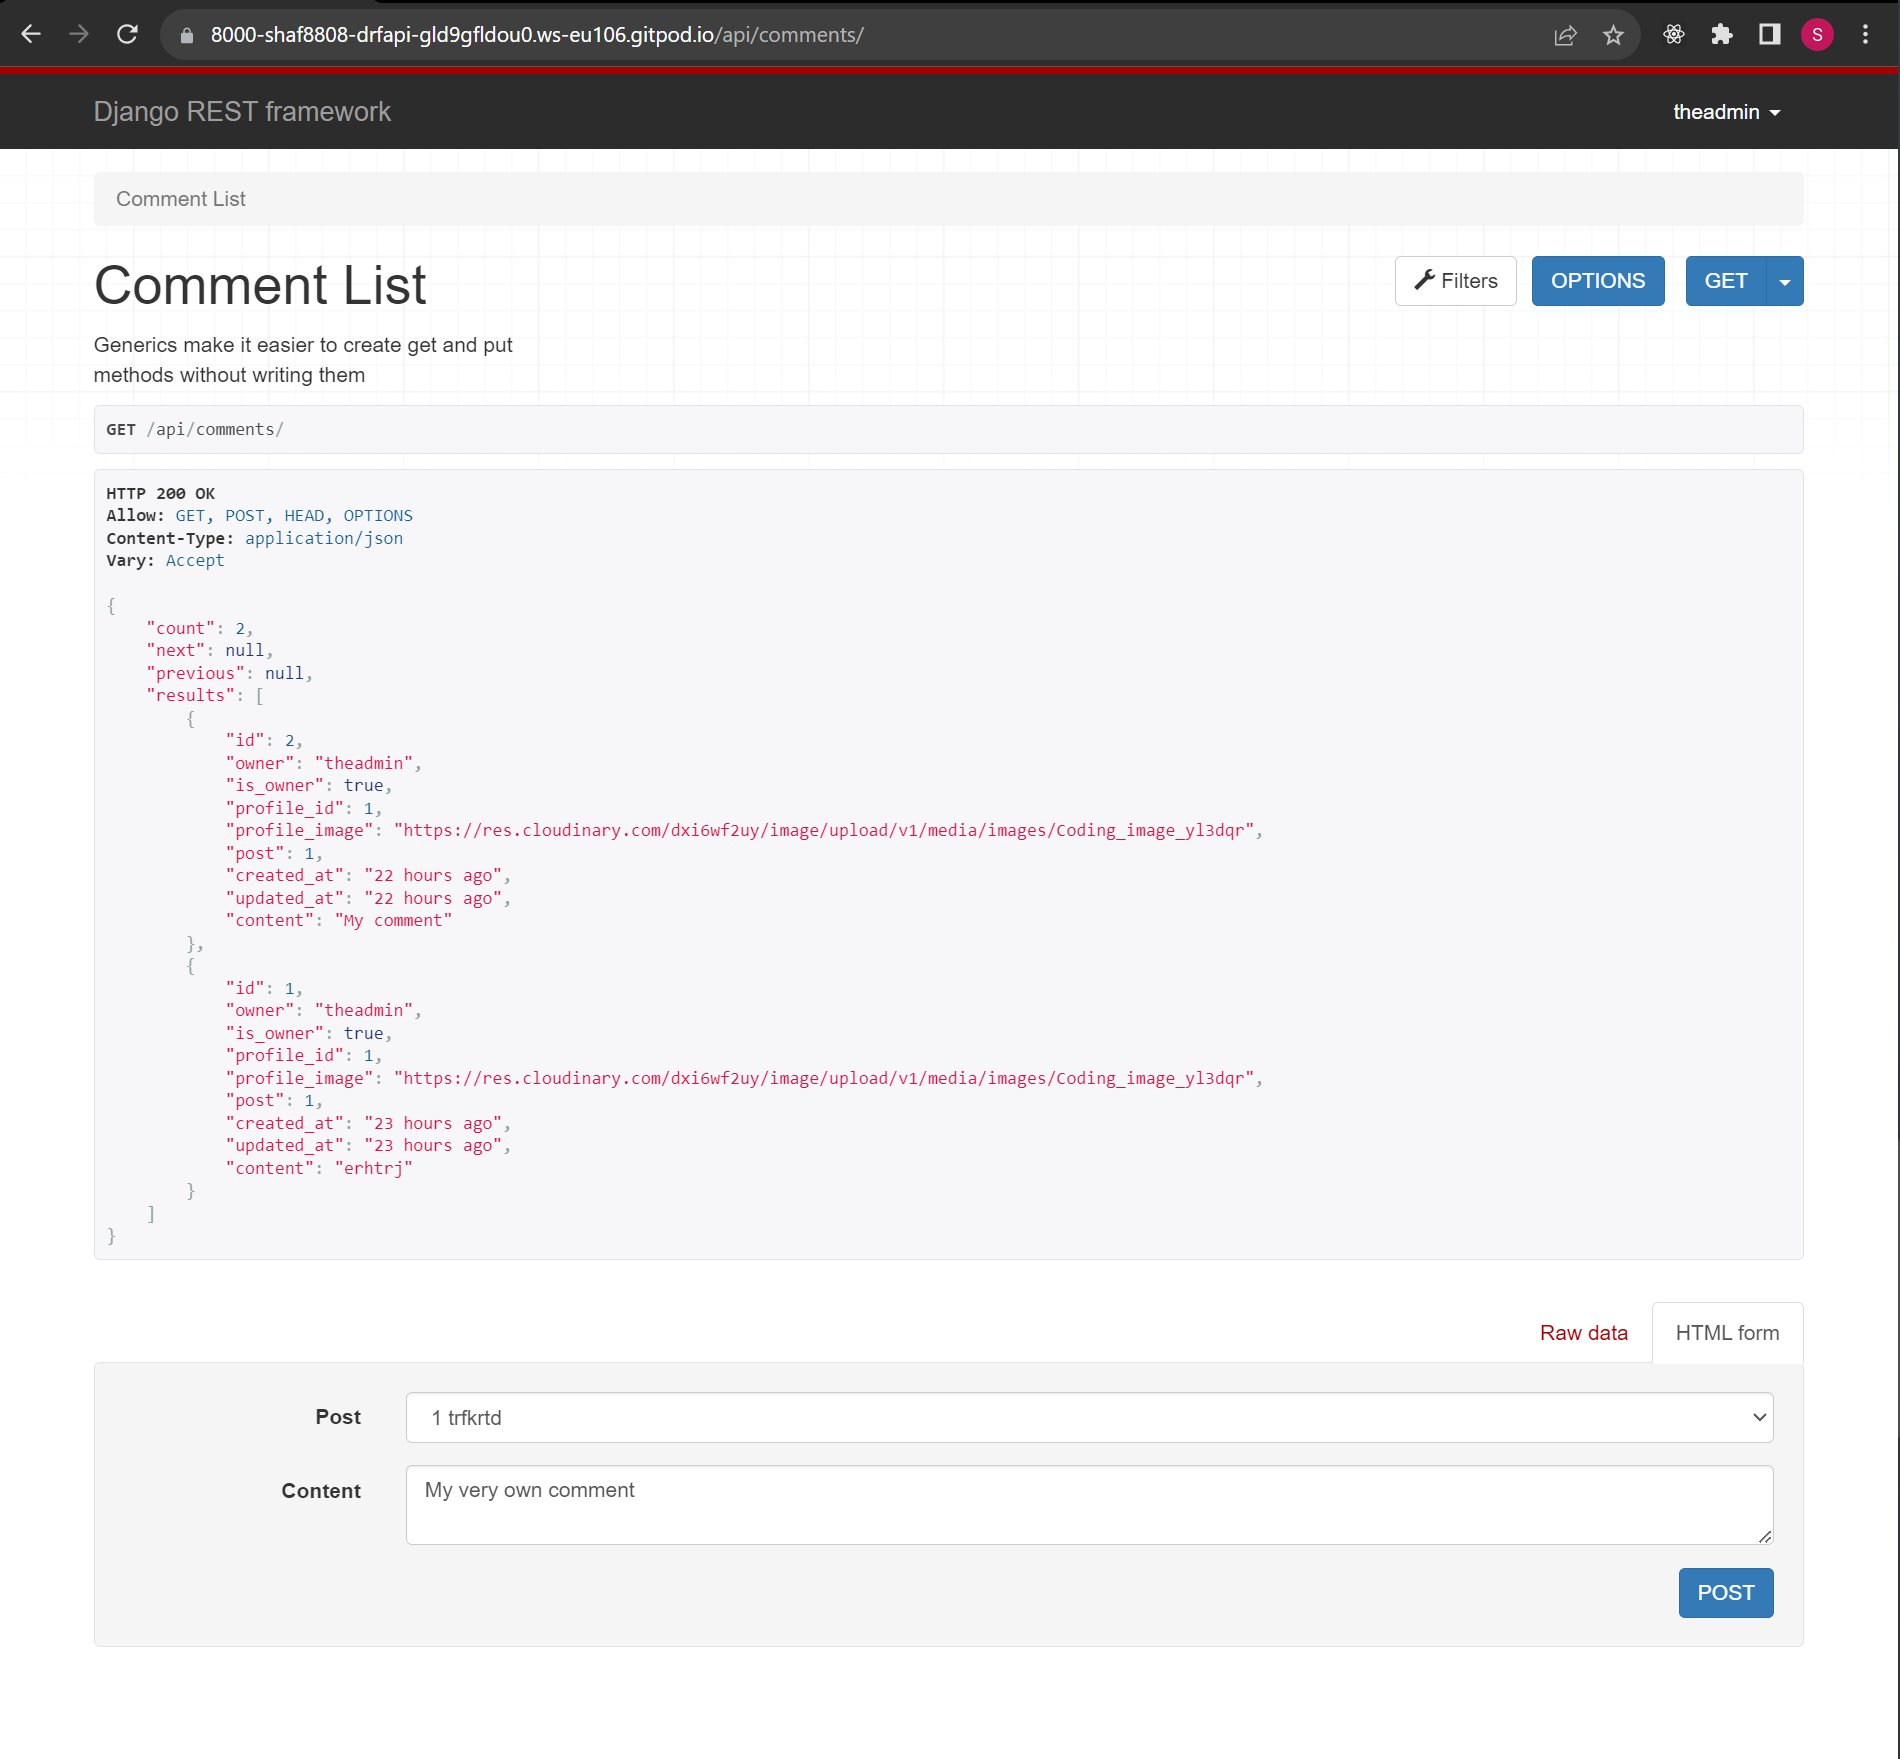 8000-shaf8808-drfapi-gld9gfldou0.ws-eu106.gitpod.io/api/comments/
S
Django REST framework
theadmin
Comment List
Comment List
Filters
OPTIONS
GET
Generics make it easier to create get and put
methods without writing them
GET /api/comments/
HTTP 200 OK
Allow: GET, POST, HEAD, OPTIONS
Content-Type: application/json
Vary: Accept
{
    "count": 2,
    "next": null,
    "previous": null,
    "results": [
        {
            "id": 2,
            "owner": "theadmin",
            "is_owner": true,
            "profile_id": 1,
            "profile_image": "https://res.cloudinary.com/dxi6wf2uy/image/upload/v1/media/images/Coding_image_yl3dqr",
            "post": 1,
            "created_at": "22 hours ago",
            "updated_at": "22 hours ago",
            "content": "My comment"
        },
        {
            "id": 1,
            "owner": "theadmin",
            "is_owner": true,
            "profile_id": 1,
            "profile_image": "https://res.cloudinary.com/dxi6wf2uy/image/upload/v1/media/images/Coding_image_yl3dqr",
            "post": 1,
            "created_at": "23 hours ago",
            "updated_at": "23 hours ago",
            "content": "erhtrj"
        }
    ]
}
Raw data
HTML form
Post
1 trfkrtd
Content
My very own comment
POST